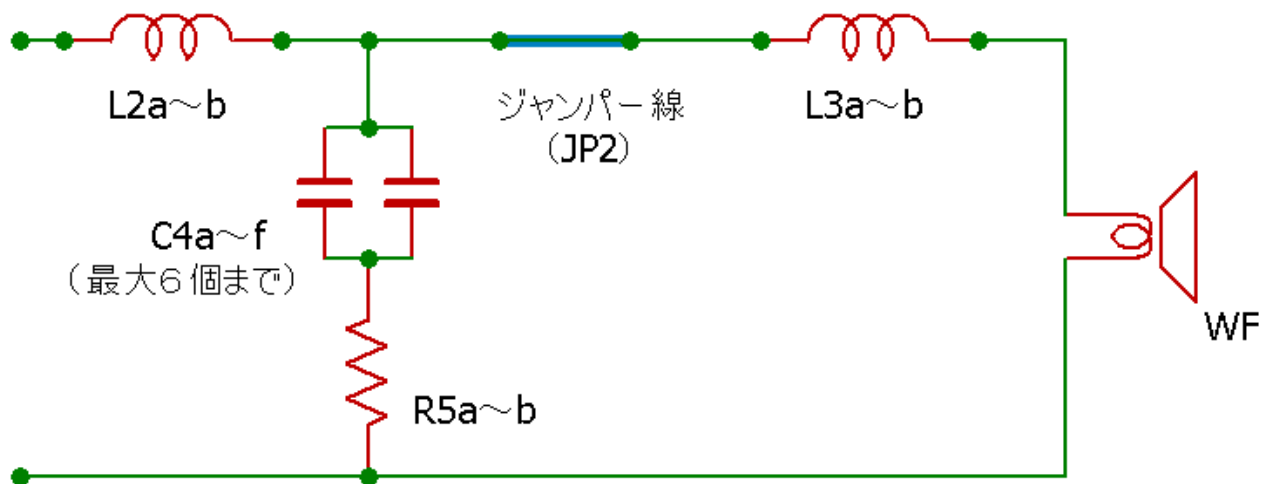 L2a～b
ジャンパー線
（JP2）
L3a～b
C4a～f
（最大６個まで）
WF
R5a～b